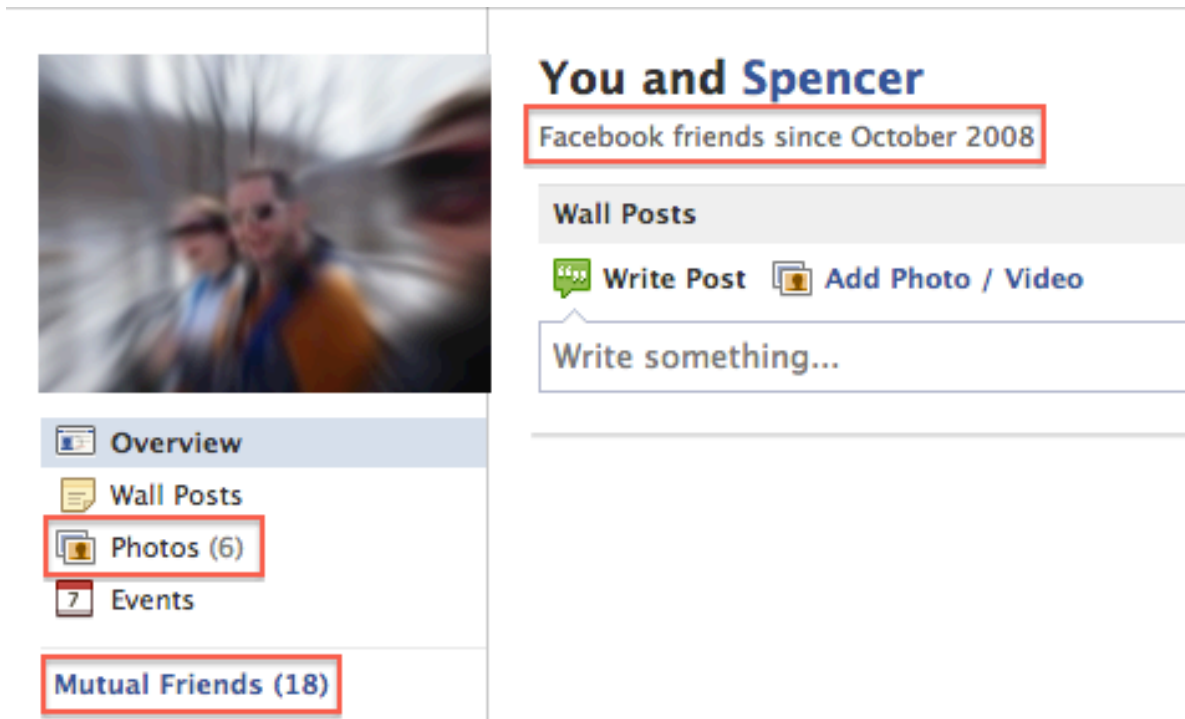 You and Spencer
Facebook friends since October 2008
Wall Posts
Write Post Add Photo / Video
Write something...
Overview
Wall Posts
Photos (6)
7 Events
Mutual Friends (18)